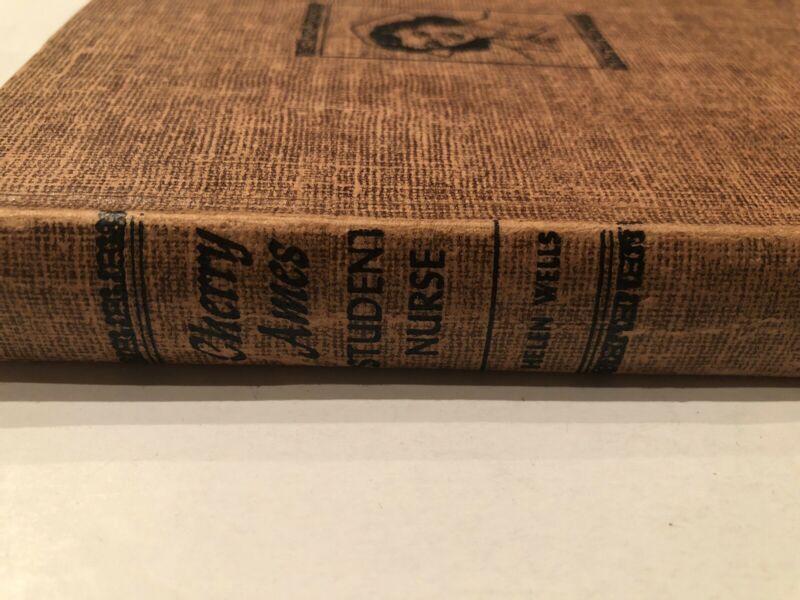 Cherry
Ames
STUDENT
NURSE
HELEN WELLS